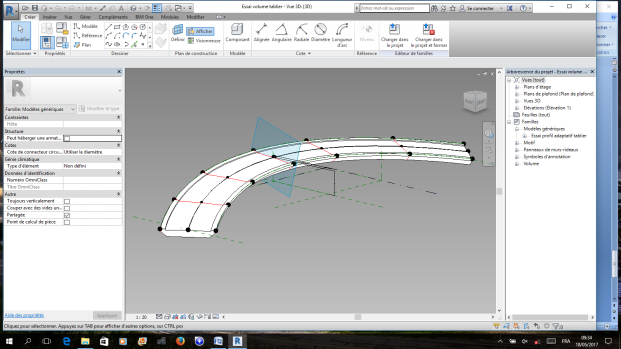 Essai volume tablier - Vue 3D: {3D}
Entrez mot-clé ou expression
Se connecter
Créer Insérer Vue Gérer Compléments BIM One Modules Modifier
Modifier
Modèle
Référence
Plan
Définir
Afficher
Visionneuse
Composant
Alignée Angulaire Radiale Diamètre Longueur d'arc
Niveau
Charger dans le projet
Charger dans le projet et fermer
Sélectionner Propriétés Dessiner Plan de construction Modèle Cote Référence Editeur de familles
Propriétés
Famille: Modèles génériques
Modifier le type
Contraintes
Hôte
Structure
Peut héberger une armat...
Cotes
Cote de connecteur circu... Utiliser le diamètre
Génie climatique
Type d'élément Non défini
Données d'identification
Numéro OmniClass
Titre OmniClass
Autre
Toujours verticalement
Couper avec des vides un...
Partagée
Point de calcul de pièce
Aide des propriétés
Appliquer
Arborescence du projet - Essai volume ...
Vues (tout)
Plans d'étage
Plans de plafond (Plan de plafond)
Vues 3D
Élévations (Élévation 1)
Feuilles (tout)
Familles
Modèles génériques
Essai profil adaptatif tablier
Motif
Panneaux de murs-rideaux
Symboles d'annotation
Volume
1 : 30
Cliquez pour sélectionner. Appuyez sur TAB pour afficher d'autres options, sur CTRL po
FRA
09:34
18/05/2017